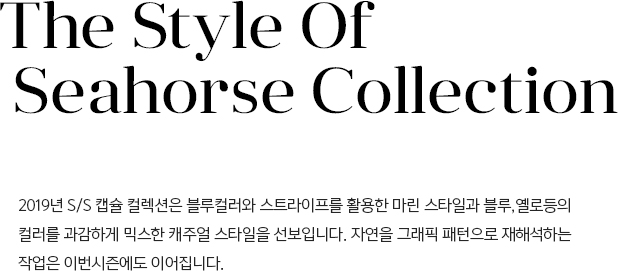 The Style Of
Seahorse Collection
2019년 S/S 캡슐 컬렉션은 블루컬러와 스트라이프를 활용한 마린 스타일과 블루,옐로등의
컬러를 과감하게 믹스한 캐주얼 스타일을 선보입니다. 자연을 그래픽 패턴으로 재해석하는
작업은 이번시즌에도 이어집니다.